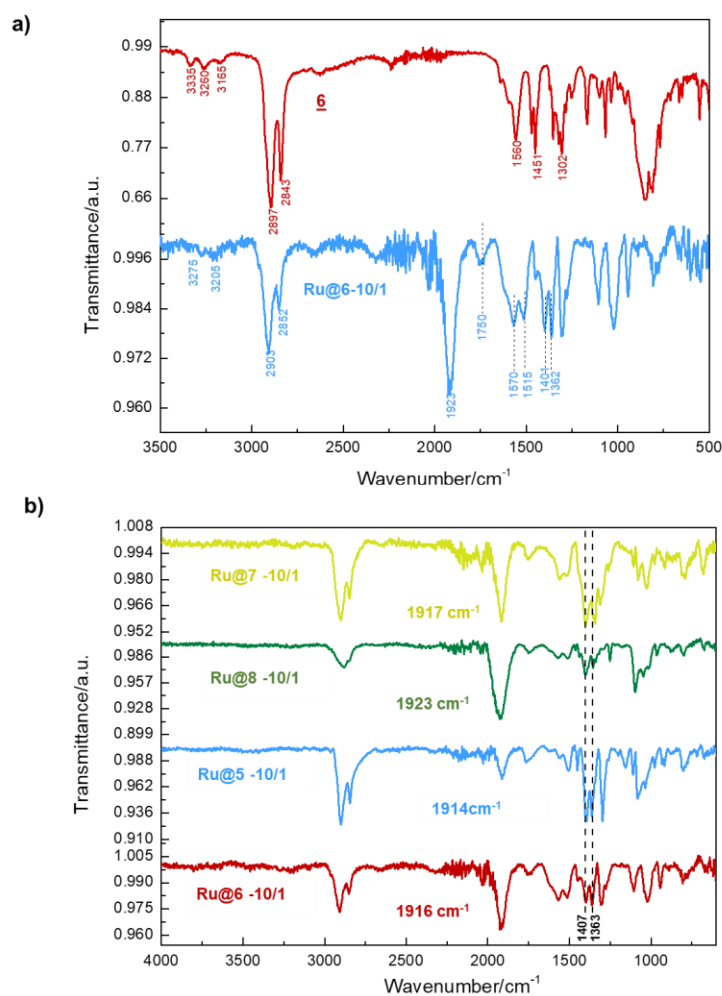 a)
Transmittance/a.u.
0.99
0.88
0.77
0.66
0.996
0.984
0.972
0.960
3335
3260
3165
2897
2843
6
1560
1451
1302
3275
3205
2903
2852
Ru@6-10/1
1923
1750
1570
1515
1401
1362
3500 3000 2500 2000 1500 1000 500
Wavenumber/cm-1
b)
Transmittance/a.u.
1.008
0.994
0.980
0.966
0.952
0.986
0.957
0.928
0.899
0.988
0.962
0.936
0.910
1.005
0.990
0.975
0.960
Ru@7 -10/1
1917 cm-1
Ru@8 -10/1
1923 cm-1
Ru@5 -10/1
1914cm-1
Ru@6 -10/1
1916 cm-1
1407
1363
4000 3500 3000 2500 2000 1500 1000
Wavenumber/cm-1